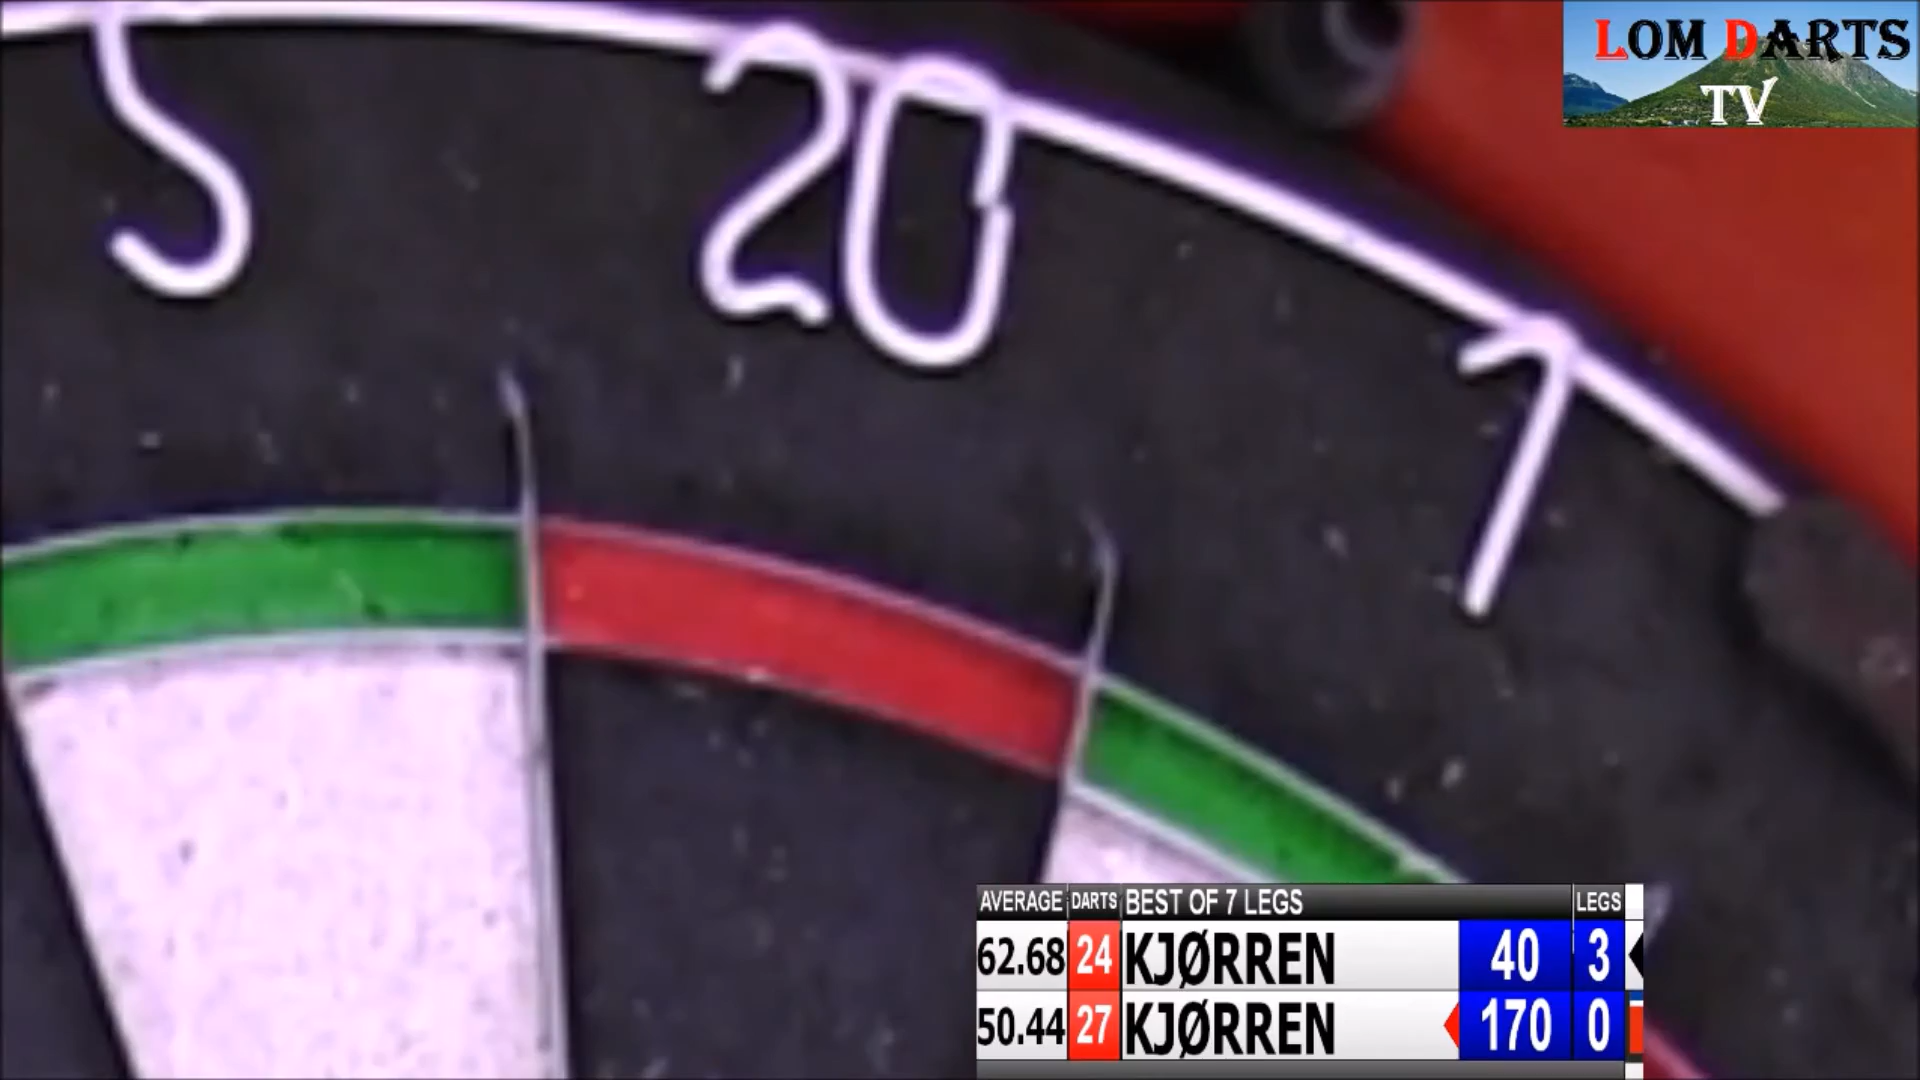 5 20 1
LOM DARTS
TV
AVERAGE DARTS BEST OF 7 LEGS LEGS
62.68 24 KJØRREN 40 3
50.44 27 KJØRREN 170 0